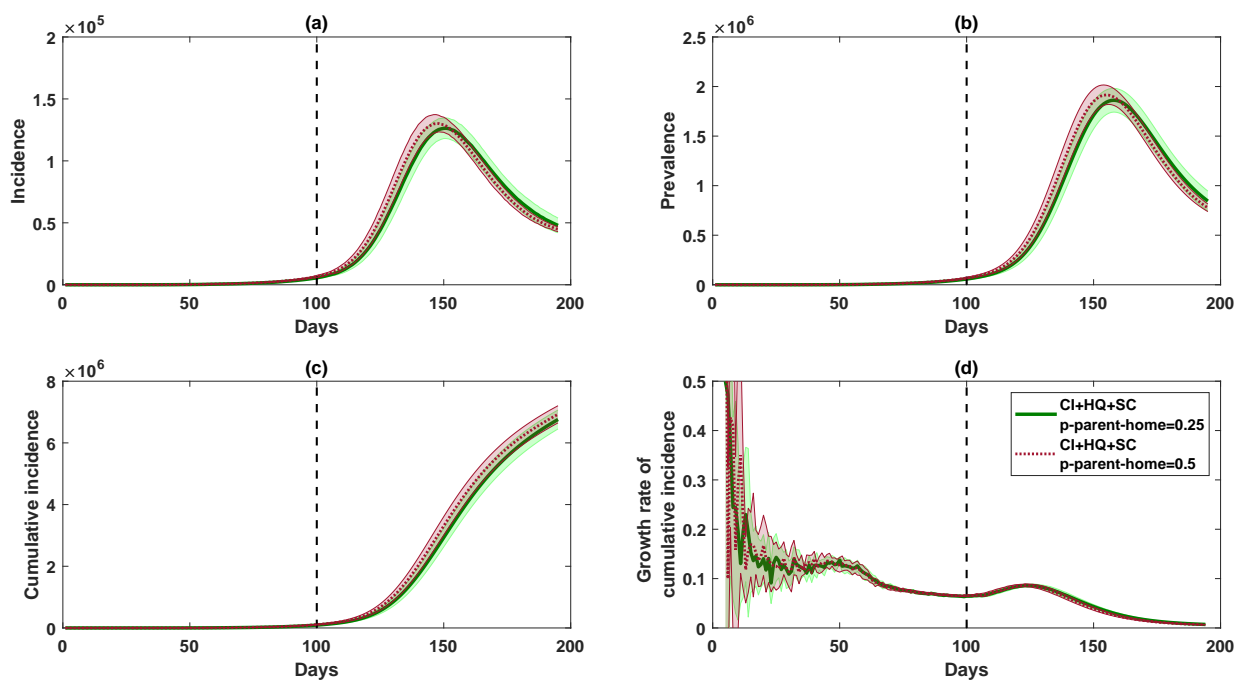 (a)
×10^5
2
1.5
1
0.5
0
0 50 100 150 200
Incidence
Days
(b)
×10^6
2.5
2
1.5
1
0.5
0
0 50 100 150 200
Prevalence
Days
(c)
×10^6
8
6
4
2
0
0 50 100 150 200
Cumulative incidence
Days
(d)
0.5
0.4
0.3
0.2
0.1
0
0 50 100 150 200
Growth rate of
cumulative incidence
Days
CI+HQ+SC
p-parent-home=0.25
CI+HQ+SC
p-parent-home=0.5